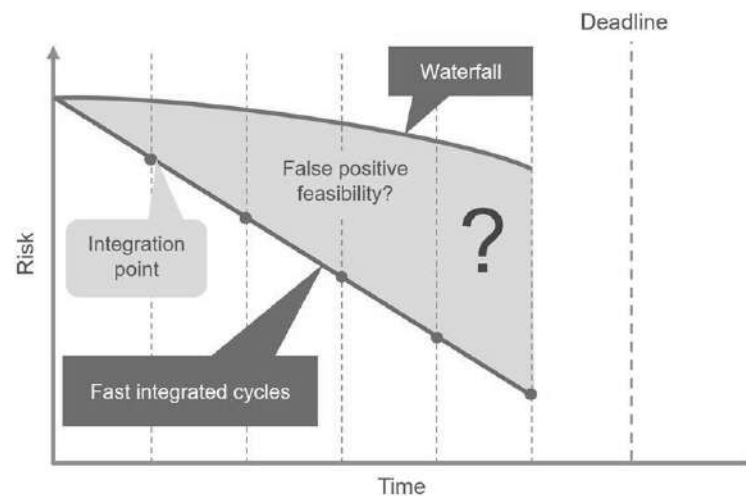 Deadline
Waterfall
False positive
feasibility?
?
Integration
point
Risk
Fast integrated cycles
Time